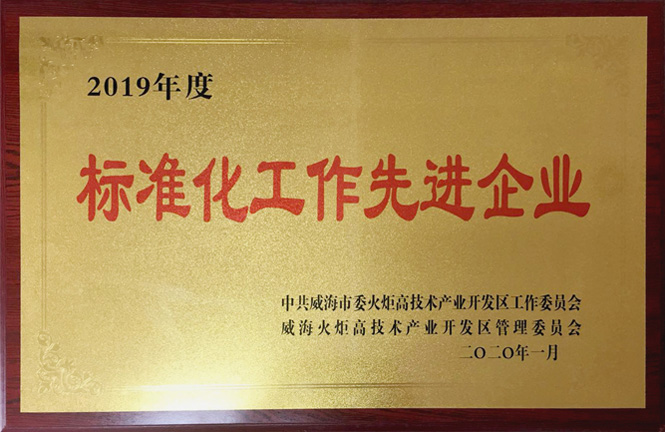 2019年度
标准化工作先进企业
中共威海市委火炬高技术产业开发区工作委员会
威海火炬高技术产业开发区管理委员会
二〇二〇年一月